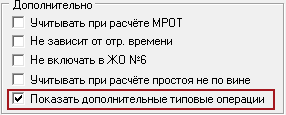 Дополнительно
Учитывать при расчёте МРОТ
Не зависит от отр. времени
Не включать в ЖО №6
Учитывать при расчёте простоя не по вине
Показать дополнительные типовые операции